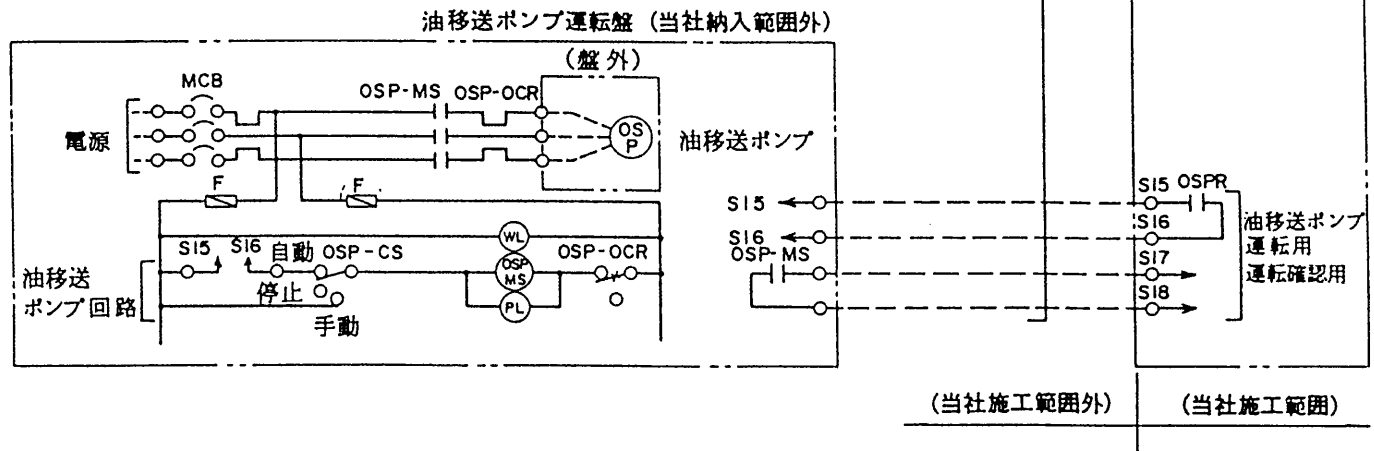 油移送ポンプ運転盤 (当社納入範囲外)
(盤外)
MCB
OSP-MS OSP-OCR
電源
OS
P
油移送ポンプ
F
F
S15
S15 OSPR
WL
S16
S16
油移送ポンプ
運転用
S15 S16 自動 OSP-CS
OSP-OCR
OSP-MS
S17
運転確認用
油移送
ポンプ回路
OSP
MS
停止
S18
PL
手動
(当社施工範囲外) (当社施工範囲)